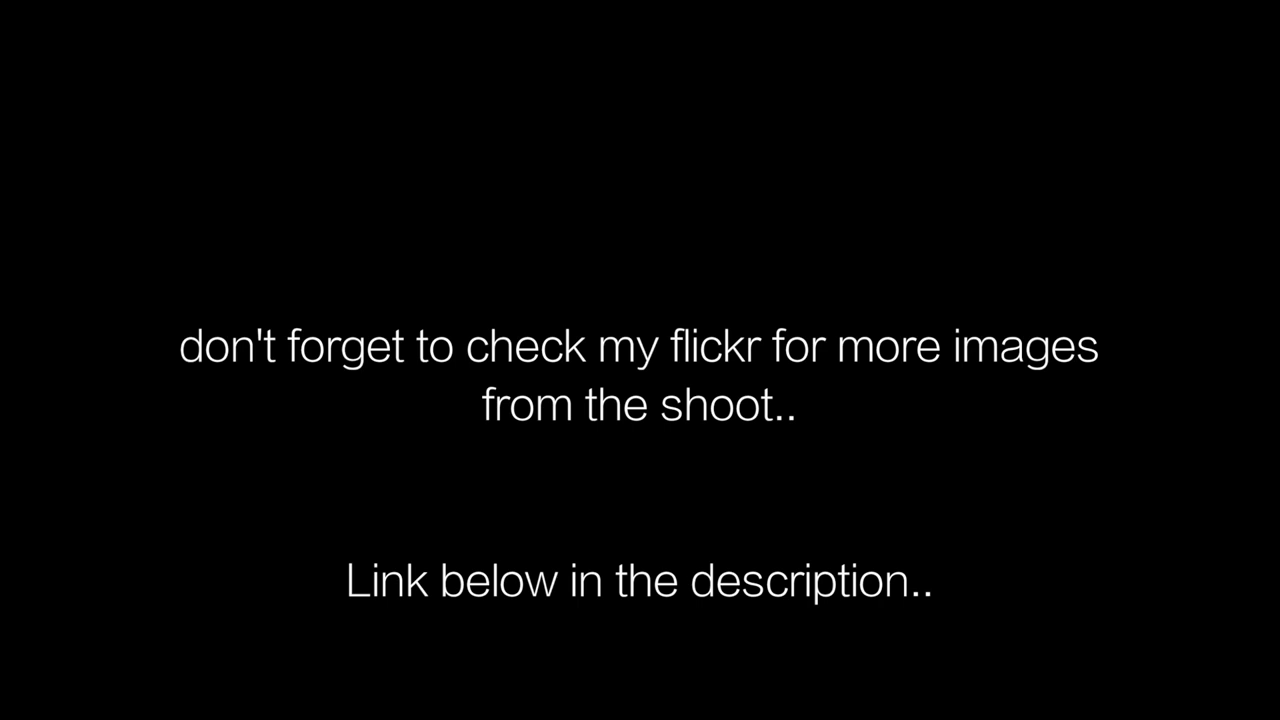 don't forget to check my flickr for more images
from the shoot..
Link below in the description..